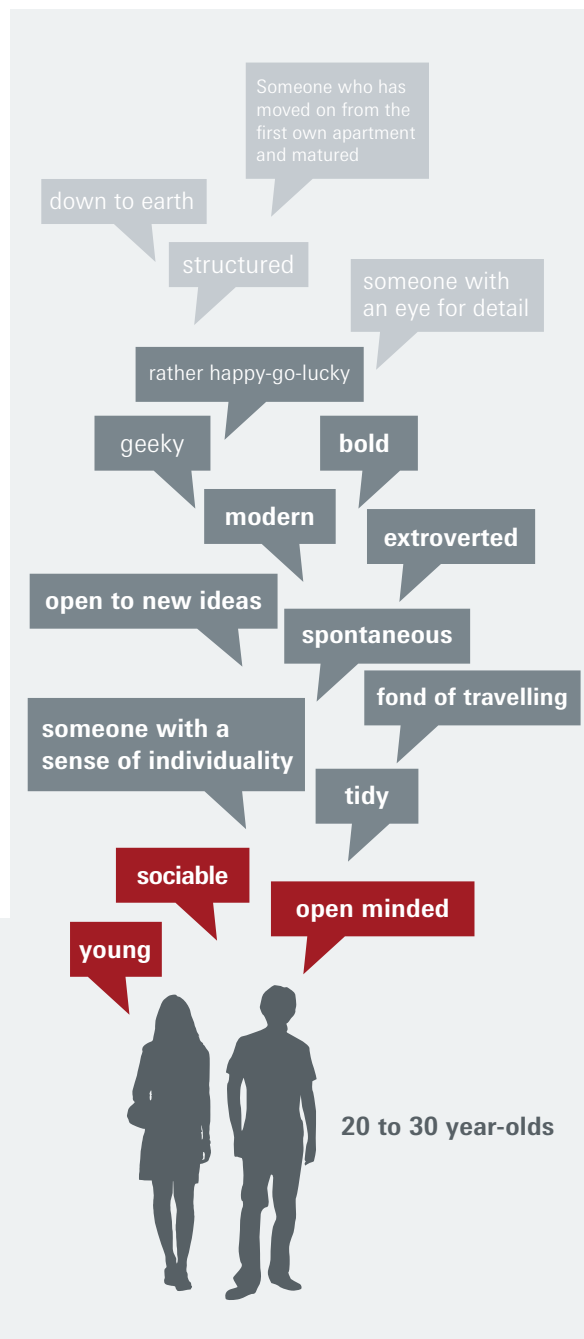 Someone who has
moved on from the
first own apartment
and matured
down to earth
structured
someone with
an eye for detail
rather happy-go-lucky
geeky
bold
modern
extroverted
open to new ideas
spontaneous
fond of travelling
someone with a
sense of individuality
tidy
sociable
open minded
young
20 to 30 year-olds